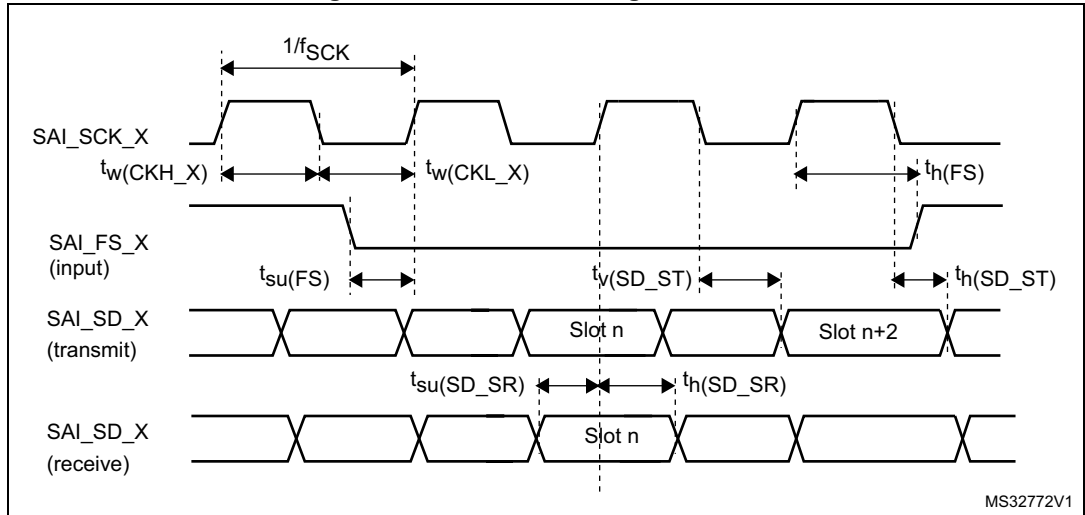 1/fSCK
SAI_SCK_X
tw(CKH_X)
tw(CKL_X)
th(FS)
SAI_FS_X
(input)
tsu(FS)
tv(SD_ST)
th(SD_ST)
SAI_SD_X
(transmit)
Slot n
Slot n+2
tsu(SD_SR)
th(SD_SR)
SAI_SD_X
(receive)
Slot n
MS32772V1